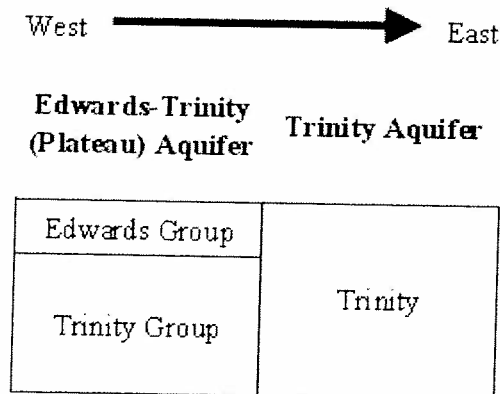 West East
Edwards-Trinity
(Plateau) Aquifer
Trinity Aquifer
Edwards Group
Trinity Group
Trinity